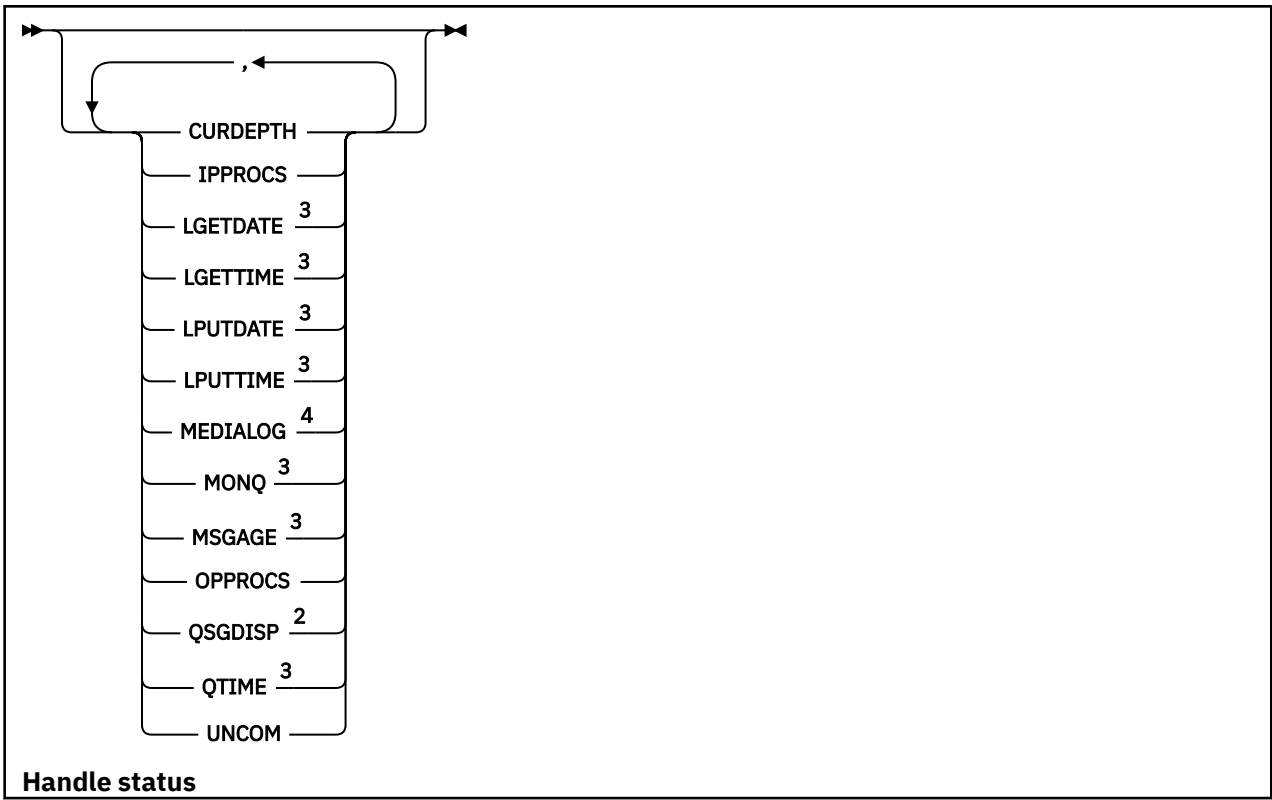 ,
CURDEPTH
IPPROCS
LGETDATE 3
LGETTIME 3
LPUTDATE 3
LPUTTIME 3
MEDIALOG 4
MONQ 3
MSGAGE 3
OPPROCS
QSGDISP 2
QTIME 3
UNCOM
Handle status